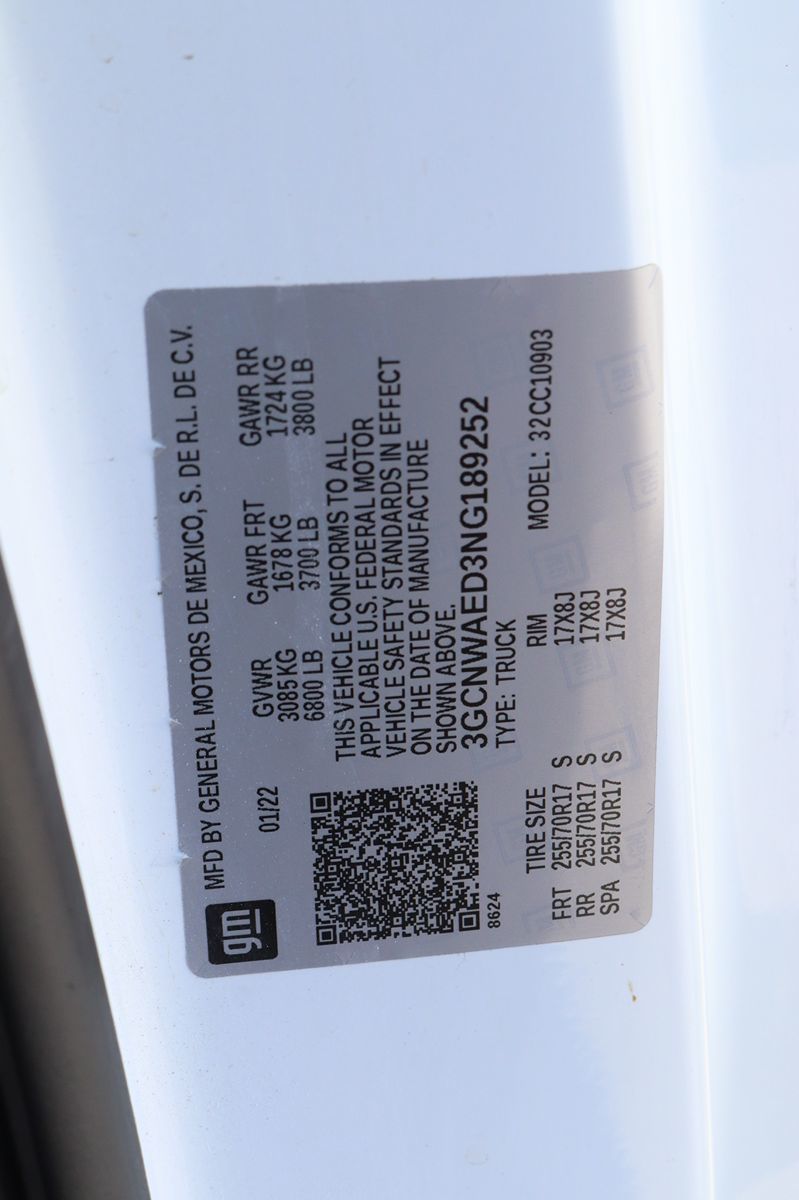 gm
MFD BY GENERAL MOTORS DE MEXICO, S. DE R.L. DE C.V.
01/22
GVWR GAWR FRT GAWR RR
3085 KG 1678 KG 1724 KG
6800 LB 3700 LB 3800 LB
THIS VEHICLE CONFORMS TO ALL
APPLICABLE U.S. FEDERAL MOTOR
VEHICLE SAFETY STANDARDS IN EFFECT
ON THE DATE OF MANUFACTURE
SHOWN ABOVE.
3GCNWAED3NG189252
8624
TYPE: TRUCK
MODEL: 32CC10903
TIRE SIZE RIM
FRT 255/70R17 S 17X8J
RR 255/70R17 S 17X8J
SPA 255/70R17 S 17X8J